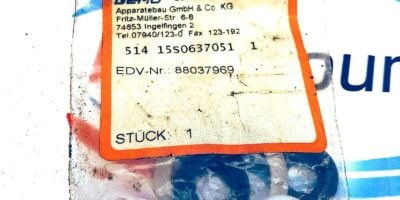 Apparatebau GmbH & Co. KG
Fritz-Müller-Str 6-8
74653 Ingelfingen 2
Tel.07940/123-0 Fax 123-192
514 15S0637051 1
EDV-Nr.: 88037969
STÜCK: 1